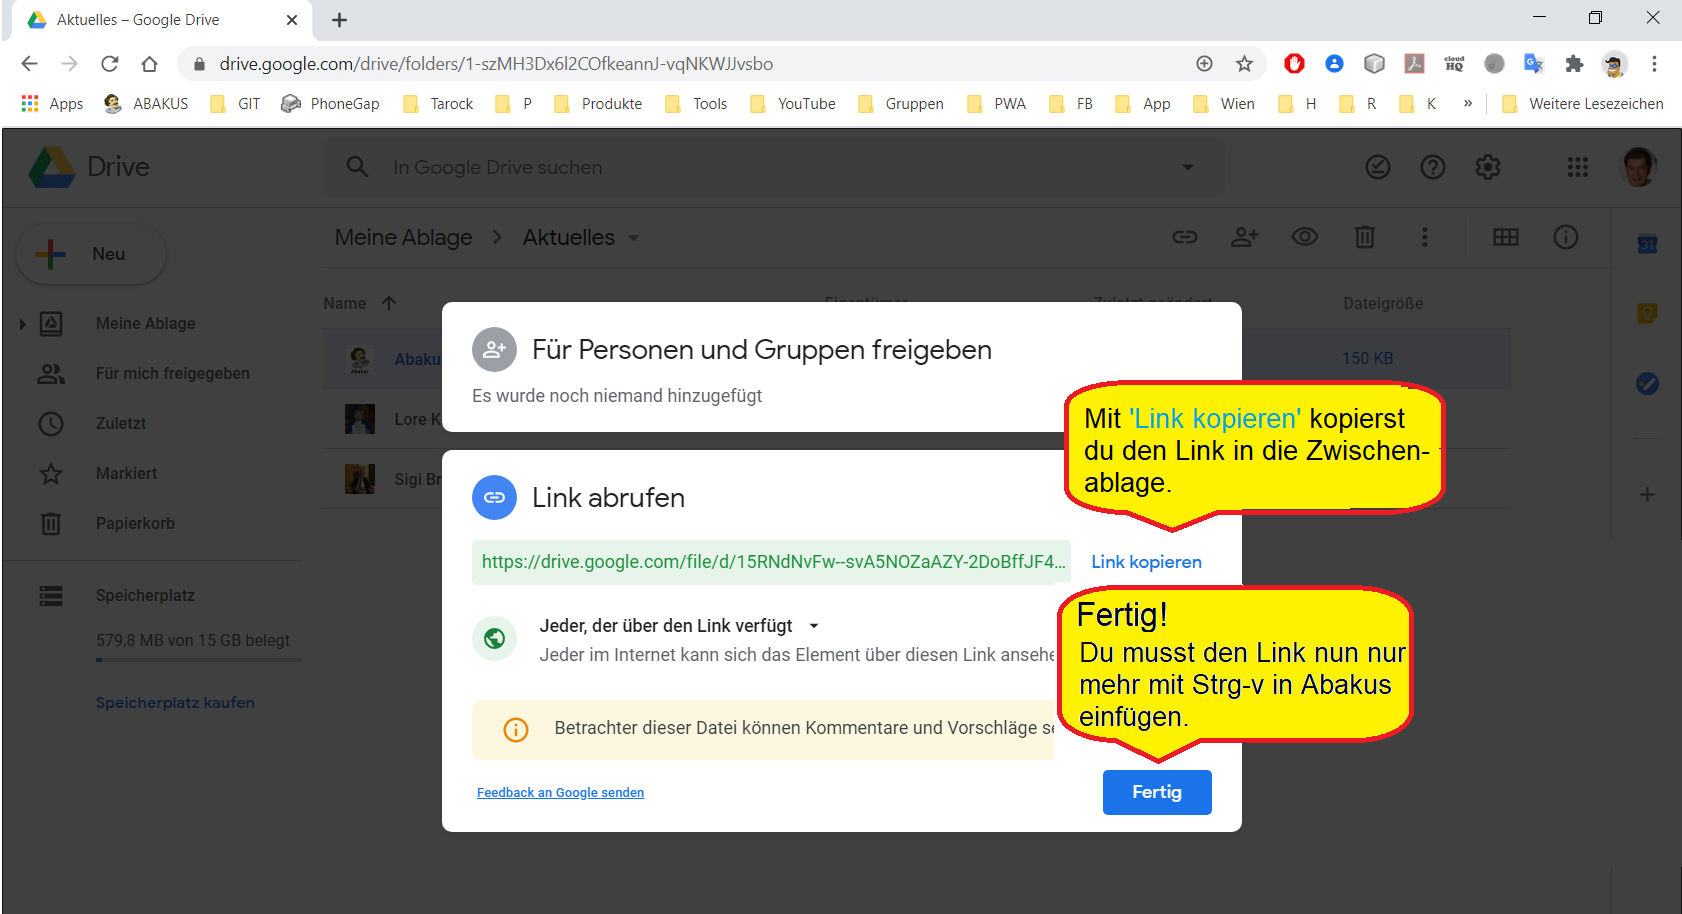 Aktuelles – Google Drive
drive.google.com/drive/folders/1-szMH3Dx6l2COfkeannJ-vqNKWJJvsbo
Apps ABAKUS GIT PhoneGap Tarock P Produkte Tools YouTube Gruppen PWA FB App Wien H R K » Weitere Lesezeichen
Drive
In Google Drive suchen
Neu
Meine Ablage > Aktuelles
Name
Dateigröße
Meine Ablage
Für mich freigegeben
Zuletzt
Markiert
Papierkorb
Speicherplatz
579,8 MB von 15 GB belegt
Speicherplatz kaufen
Abaku
150 KB
Lore K
Sigi Br
Für Personen und Gruppen freigeben
Es wurde noch niemand hinzugefügt
Mit 'Link kopieren' kopierst
du den Link in die Zwischen-
ablage.
Link abrufen
https://drive.google.com/file/d/15RNdNvFw--svA5NOZaAZY-2DoBffJF4...
Link kopieren
Jeder, der über den Link verfügt
Jeder im Internet kann sich das Element über diesen Link ansehe
Betrachter dieser Datei können Kommentare und Vorschläge se
Fertig!
Du musst den Link nun nur
mehr mit Strg-v in Abakus
einfügen.
Feedback an Google senden
Fertig